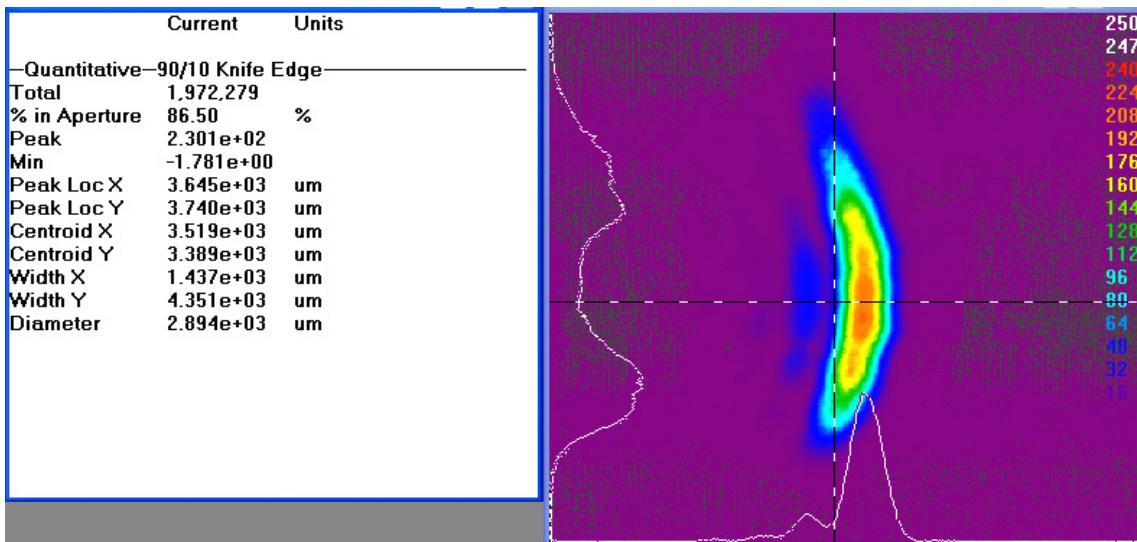 Current Units
Quantitative 90/10 Knife Edge
Total 1,972,279
% in Aperture 86.50 %
Peak 2.301e+02
Min -1.781e+00
Peak Loc X 3.645e+03 um
Peak Loc Y 3.740e+03 um
Centroid X 3.519e+03 um
Centroid Y 3.389e+03 um
Width X 1.437e+03 um
Width Y 4.351e+03 um
Diameter 2.894e+03 um
250
247
240
224
208
192
176
160
144
128
112
96
80
64
48
32
16